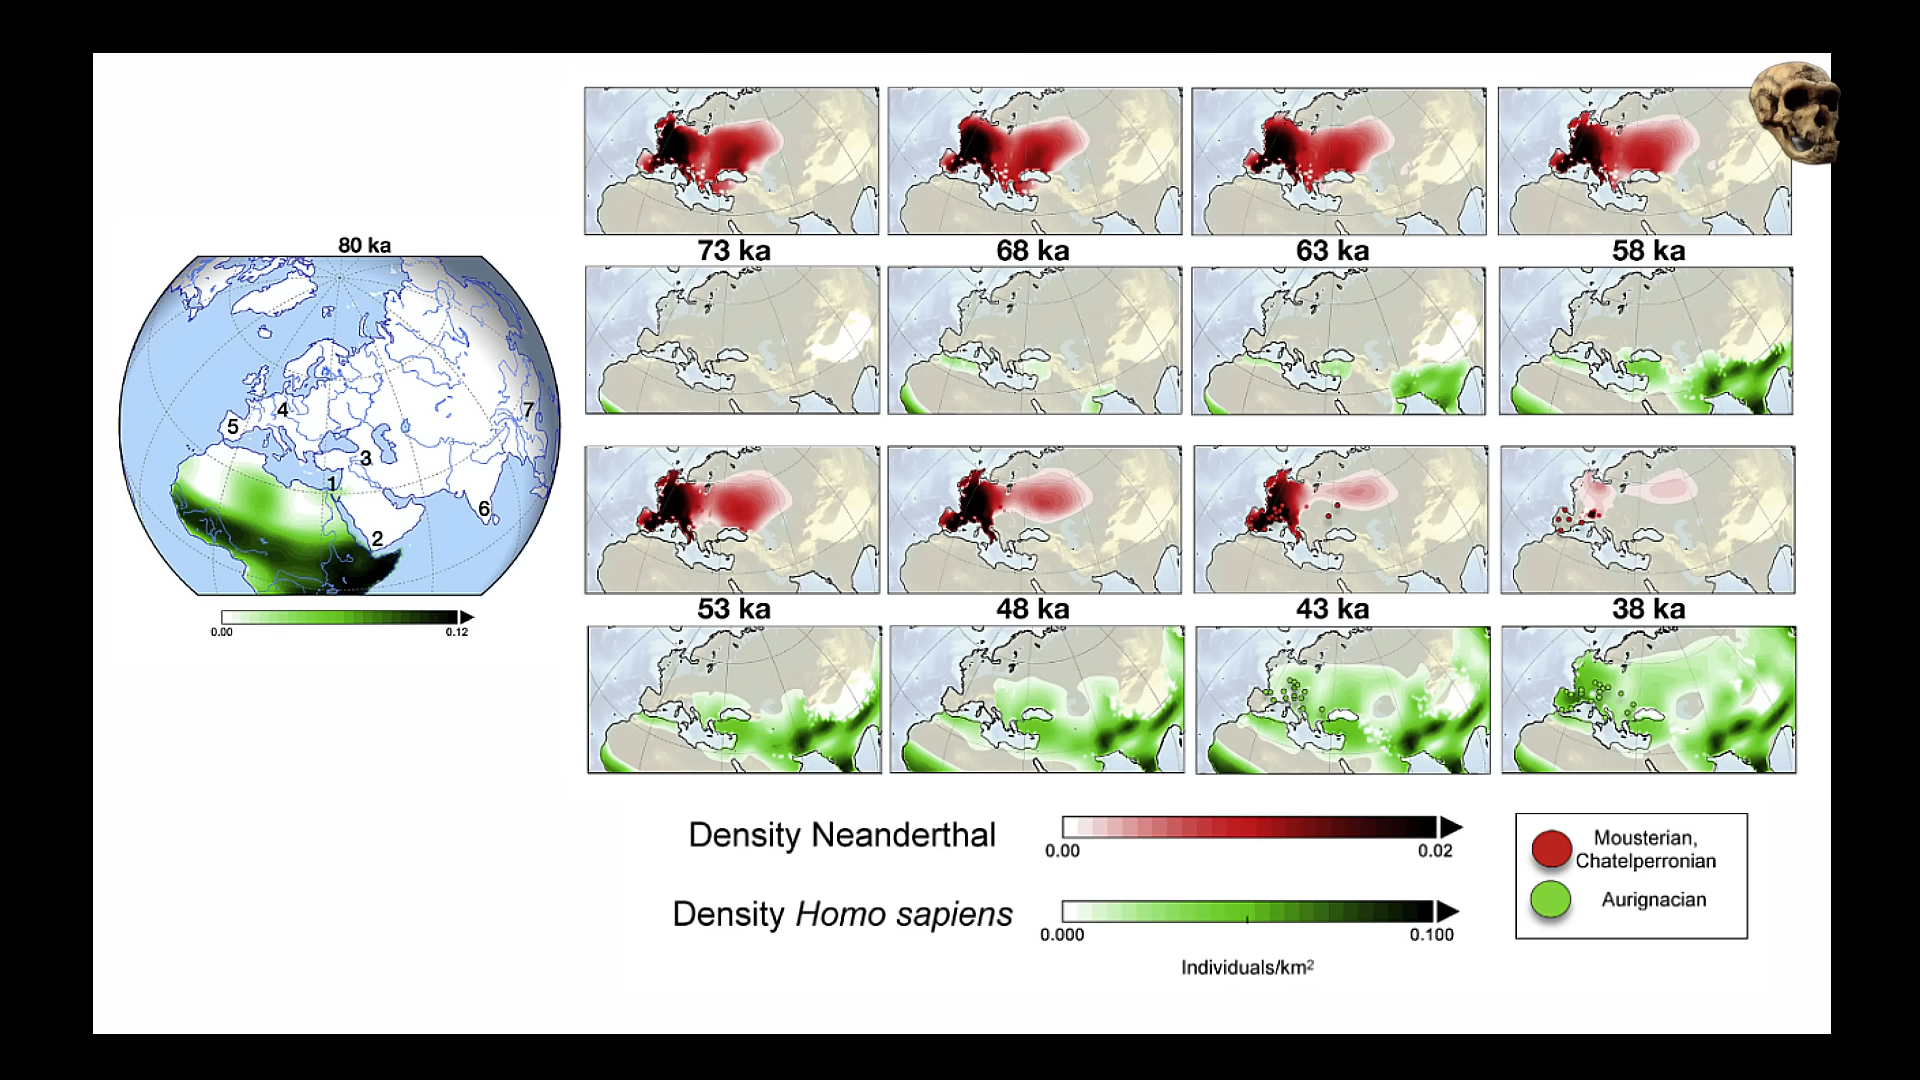 80 ka
4
5
7
3
1
6
2
0.00
0.12
73 ka
68 ka
63 ka
58 ka
53 ka
48 ka
43 ka
38 ka
Density Neanderthal
0.00
0.02
Density Homo sapiens
0.000
0.100
Individuals/km²
Mousterian,
Chatelperronian
Aurignacian